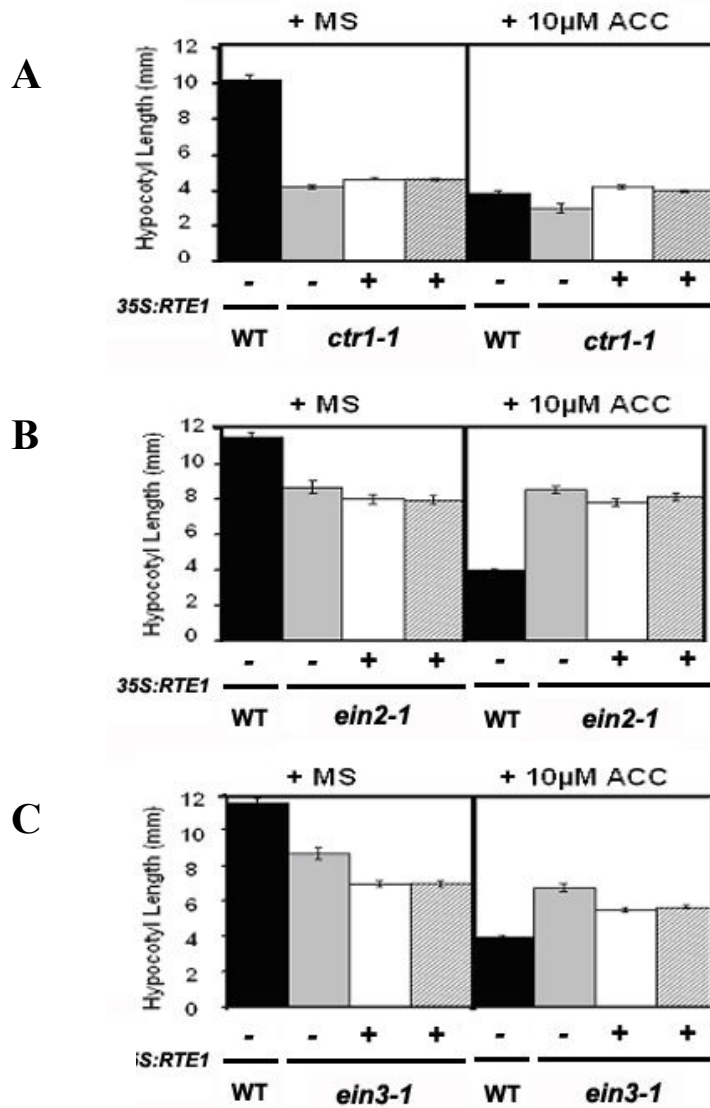 + MS + 10µM ACC
A
Hypocotyl Length (mm)
12
10
8
6
4
2
0
- - + + - - + +
35S:RTE1
WT ctr1-1 WT ctr1-1
+ MS + 10µM ACC
B
Hypocotyl Length (mm)
12
10
8
6
4
2
0
- - + + - - + +
35S:RTE1
WT ein2-1 WT ein2-1
+ MS + 10µM ACC
C
Hypocotyl Length (mm)
12
10
8
6
4
2
0
- - + + - - + +
5S:RTE1
WT ein3-1 WT ein3-1